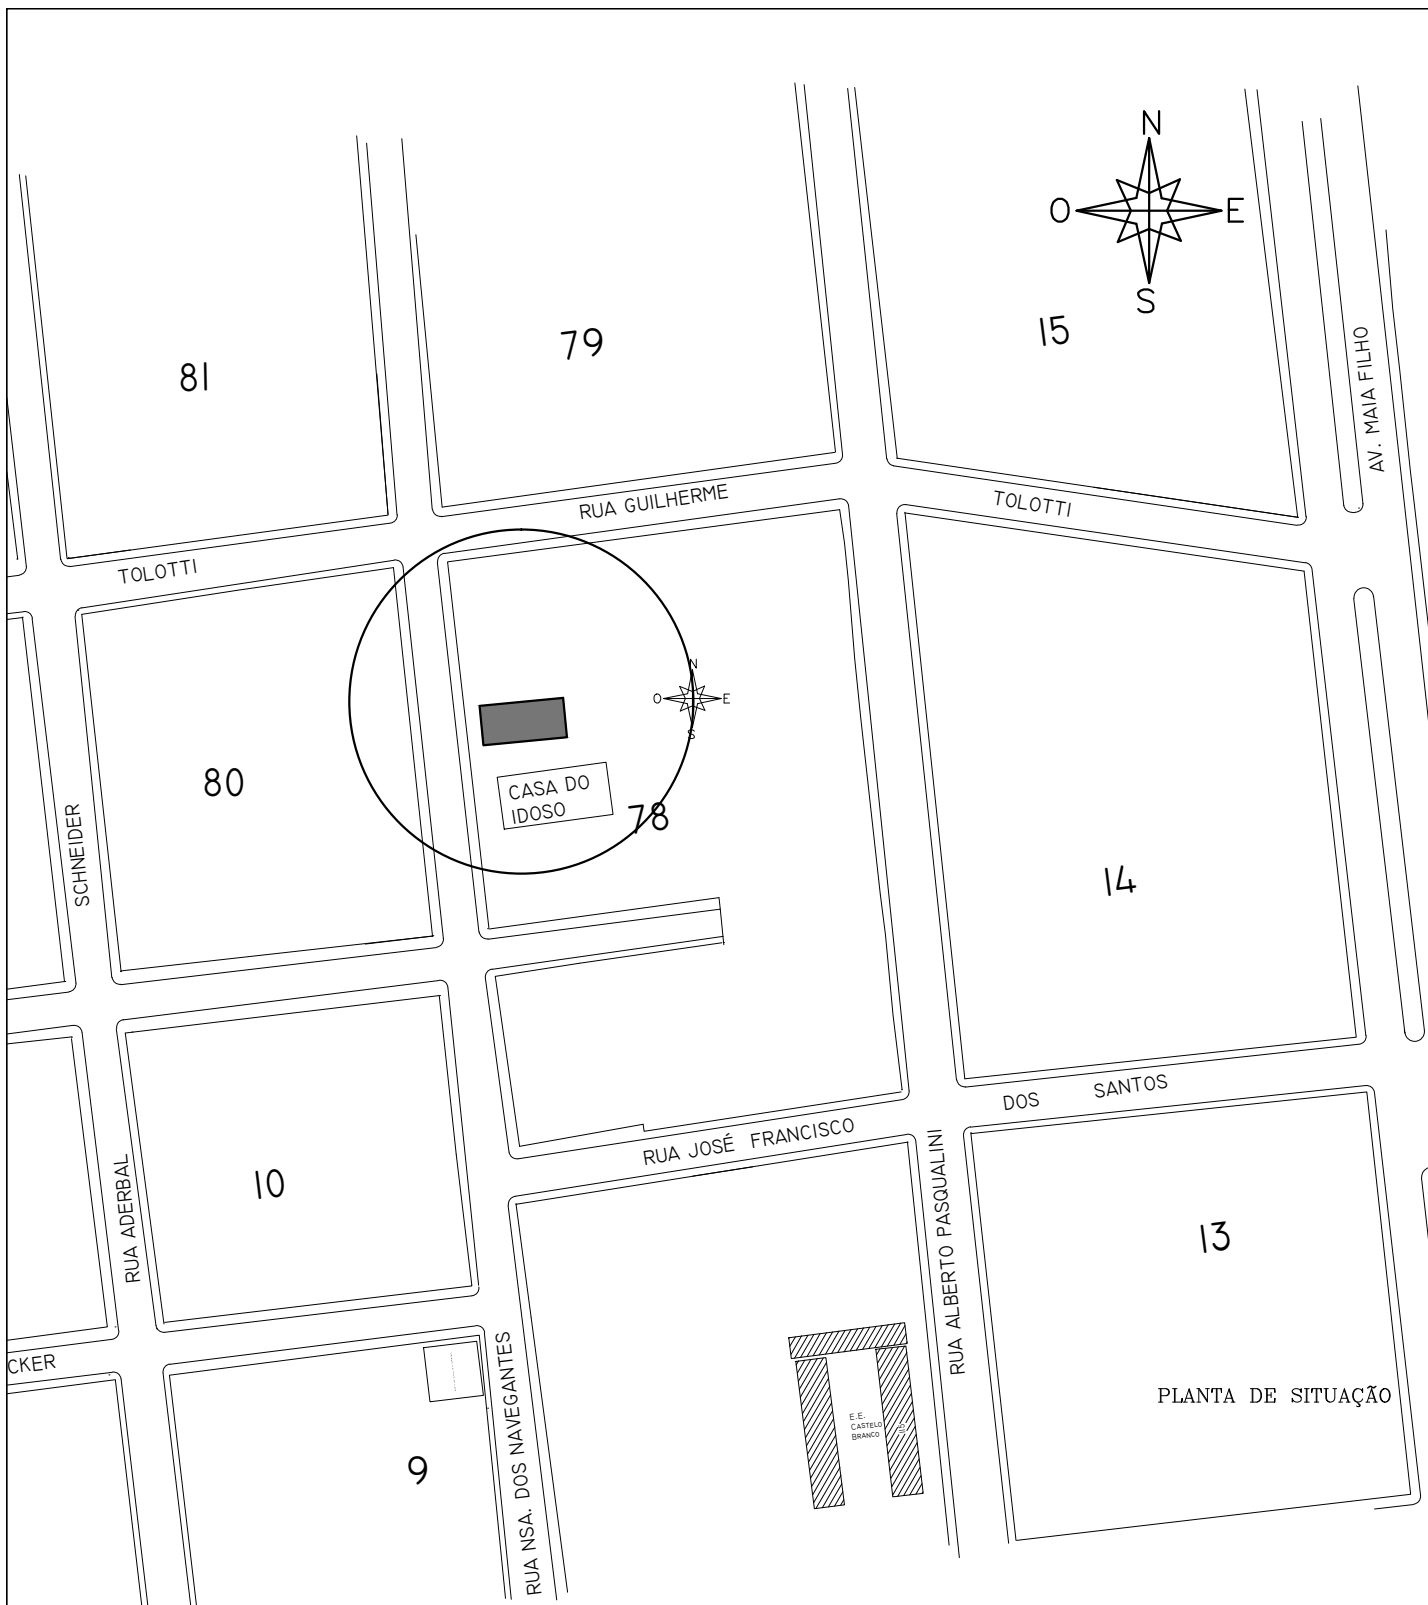 N
O
E
S
15
79
81
AV. MAIA FILHO
RUA GUILHERME
TOLOTTI
TOLOTTI
N
O
E
S
80
CASA DO
IDOSO
78
SCHNEIDER
14
DOS SANTOS
RUA JOSÉ FRANCISCO
RUA ADERBAL
10
RUA ALBERTO PASQUALINI
13
CKER
RUA NSA. DOS NAVEGANTES
PLANTA DE SITUAÇÃO
E.E.
CASTELO
BRANCO
9